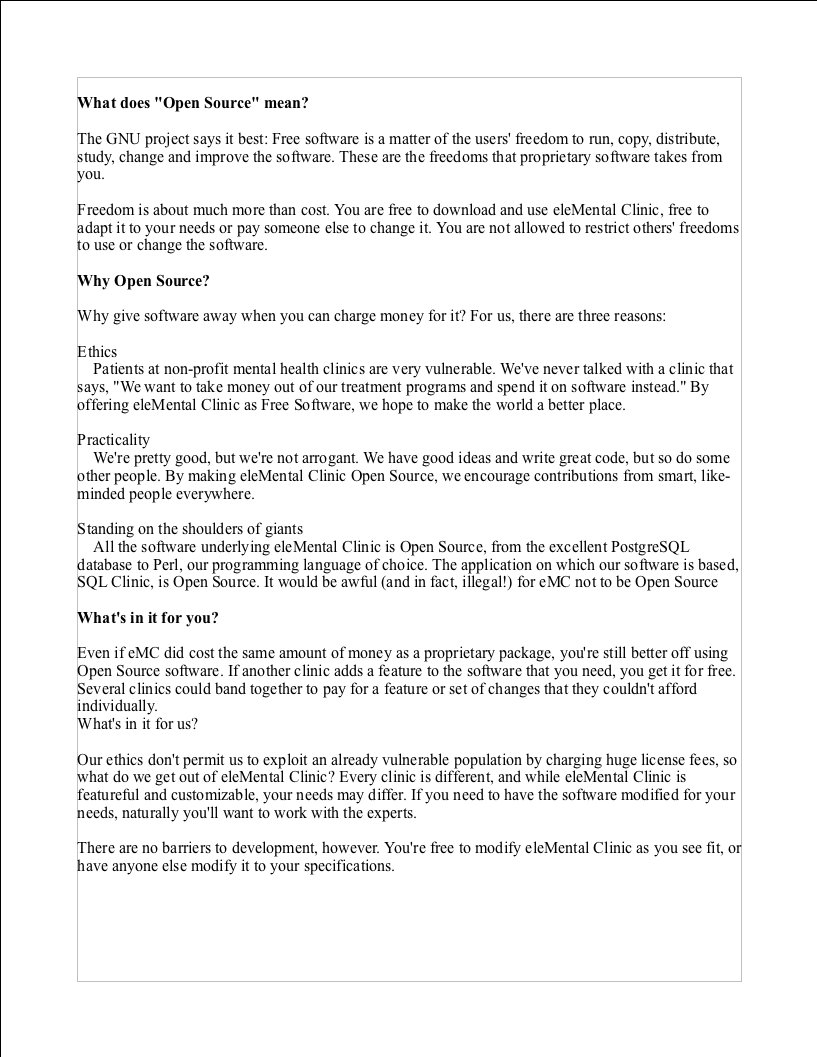 What does "Open Source" mean?
The GNU project says it best: Free software is a matter of the users' freedom to run, copy, distribute,
study, change and improve the software. These are the freedoms that proprietary software takes from
you.
Freedom is about much more than cost. You are free to download and use eleMental Clinic, free to
adapt it to your needs or pay someone else to change it. You are not allowed to restrict others' freedoms
to use or change the software.
Why Open Source?
Why give software away when you can charge money for it? For us, there are three reasons:
Ethics
Patients at non-profit mental health clinics are very vulnerable. We've never talked with a clinic that
says, "We want to take money out of our treatment programs and spend it on software instead." By
offering eleMental Clinic as Free Software, we hope to make the world a better place.
Practicality
We're pretty good, but we're not arrogant. We have good ideas and write great code, but so do some
other people. By making eleMental Clinic Open Source, we encourage contributions from smart, like-
minded people everywhere.
Standing on the shoulders of giants
All the software underlying eleMental Clinic is Open Source, from the excellent PostgreSQL
database to Perl, our programming language of choice. The application on which our software is based,
SQL Clinic, is Open Source. It would be awful (and in fact, illegal!) for eMC not to be Open Source
What's in it for you?
Even if eMC did cost the same amount of money as a proprietary package, you're still better off using
Open Source software. If another clinic adds a feature to the software that you need, you get it for free.
Several clinics could band together to pay for a feature or set of changes that they couldn't afford
individually.
What's in it for us?
Our ethics don't permit us to exploit an already vulnerable population by charging huge license fees, so
what do we get out of eleMental Clinic? Every clinic is different, and while eleMental Clinic is
featureful and customizable, your needs may differ. If you need to have the software modified for your
needs, naturally you'll want to work with the experts.
There are no barriers to development, however. You're free to modify eleMental Clinic as you see fit, or
have anyone else modify it to your specifications.